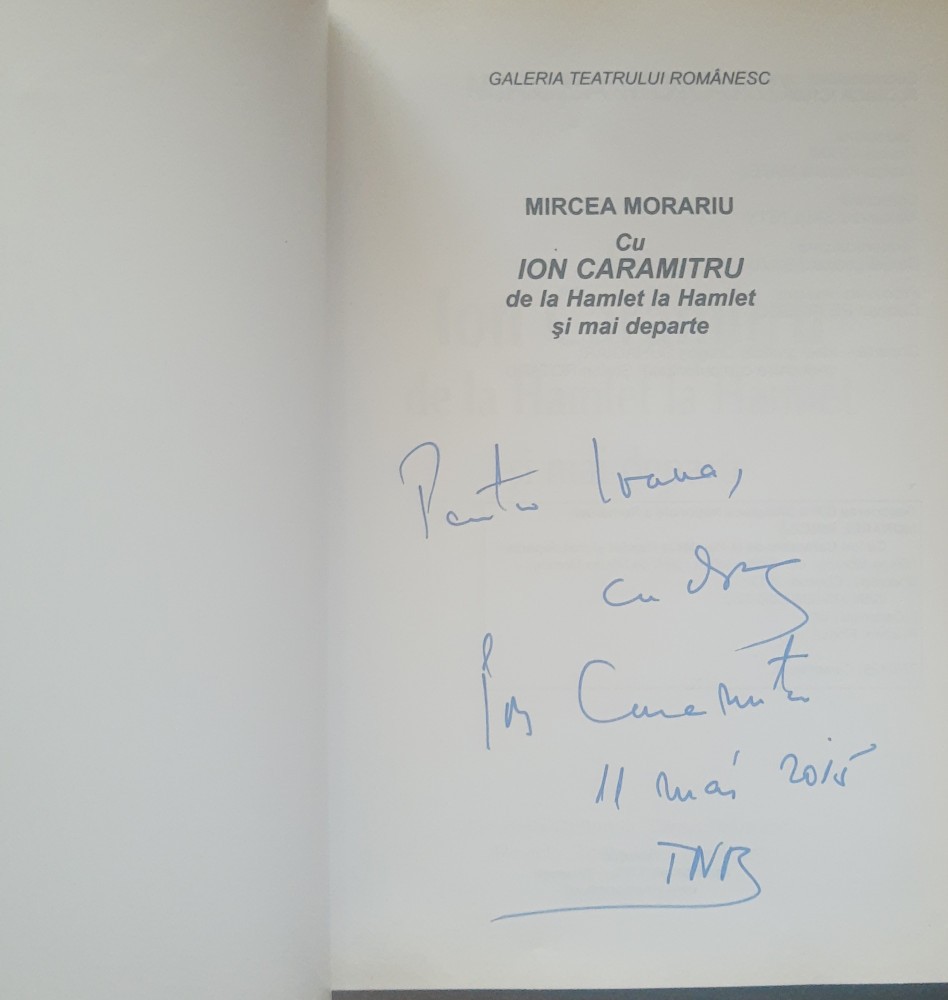 GALERIA TEATRULUI ROMÂNESC
MIRCEA MORARIU
Cu
ION CARAMITRU
de la Hamlet la Hamlet
şi mai departe
Pentru Ioana,
cu drag
Ion Caramitru
11 mai 2015
TNB